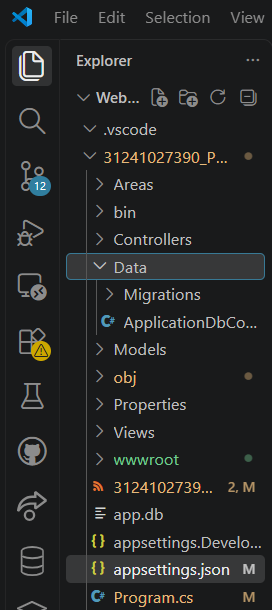 File Edit Selection View
Explorer
Web...
.vscode
31241027390_P...
Areas
bin
Controllers
Data
Migrations
ApplicationDbCo...
Models
obj
Properties
Views
wwwroot
3124102739... 2, M
app.db
appsettings.Develo...
appsettings.json M
Program.cs M
12